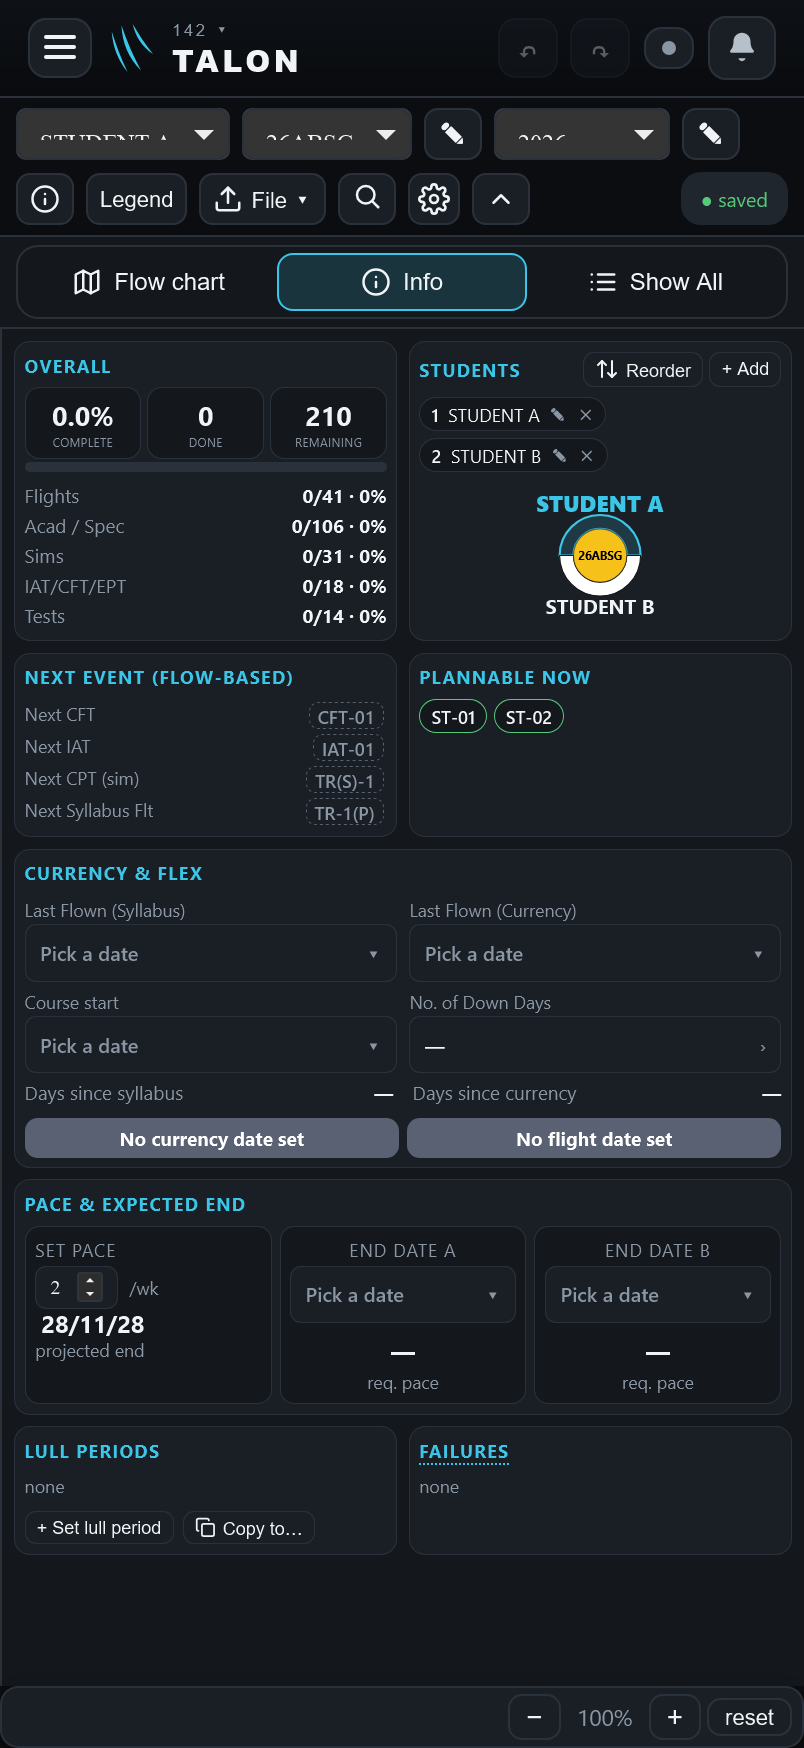 142 ▾
TALON
STUDENT A
26ABSG
2026
Legend
File ▾
● saved
Flow chart
Info
Show All
OVERALL
0.0%
COMPLETE
0
DONE
210
REMAINING
Flights 0/41 · 0%
Acad / Spec 0/106 · 0%
Sims 0/31 · 0%
IAT/CFT/EPT 0/18 · 0%
Tests 0/14 · 0%
STUDENTS
Reorder
+ Add
1 STUDENT A
2 STUDENT B
STUDENT A
26ABSG
STUDENT B
NEXT EVENT (FLOW-BASED)
Next CFT CFT-01
Next IAT IAT-01
Next CPT (sim) TR(S)-1
Next Syllabus Flt TR-1(P)
PLANNABLE NOW
ST-01 ST-02
CURRENCY & FLEX
Last Flown (Syllabus)
Pick a date
Last Flown (Currency)
Pick a date
Course start
Pick a date
No. of Down Days
—
Days since syllabus —
Days since currency —
No currency date set
No flight date set
PACE & EXPECTED END
SET PACE
2 /wk
28/11/28
projected end
END DATE A
Pick a date
—
req. pace
END DATE B
Pick a date
—
req. pace
LULL PERIODS
none
+ Set lull period
Copy to...
FAILURES
none
− 100% + reset